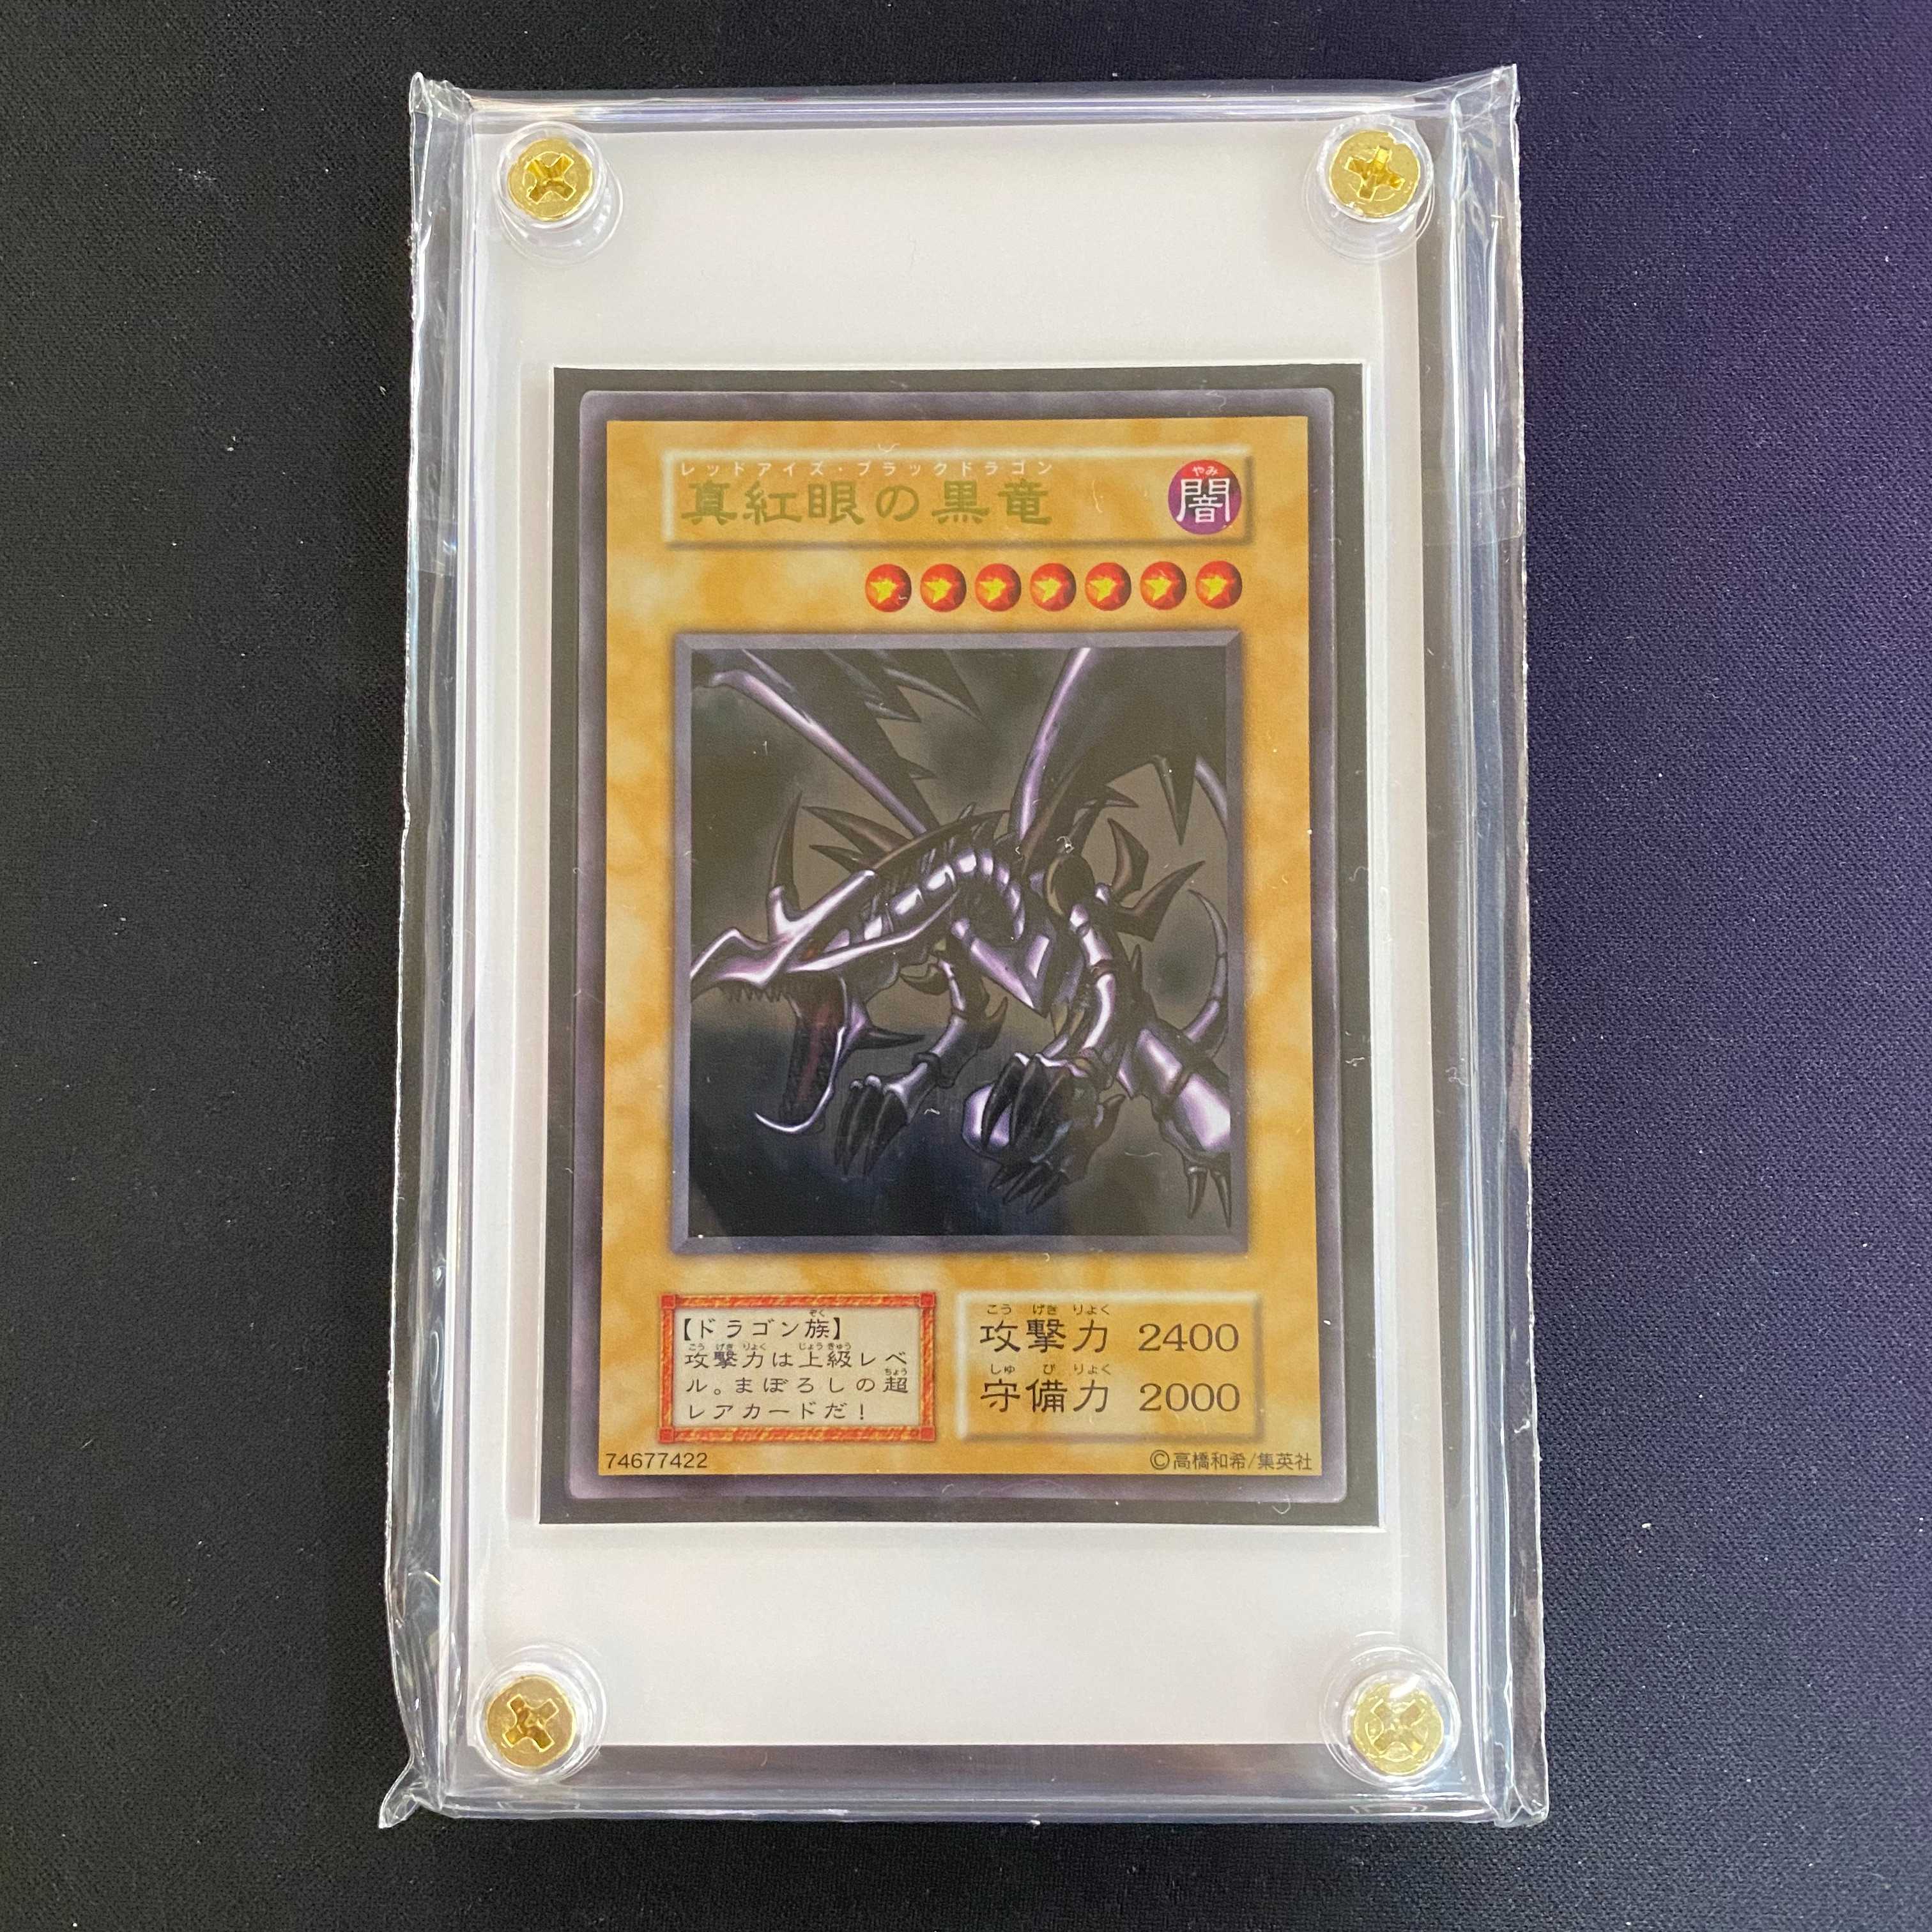 レッドアイズ・ブラックドラゴン
真紅眼の黒竜
やみ
闇
ぞく
【ドラゴン族】
こう げき りょく じょう きゅう
攻撃力は上級レベ
ちょう
ル。まぼろしの超
レアカードだ!
こう げき りょく
攻撃力 2400
しゅ び りょく
守備力 2000
74677422
©高橋和希/集英社